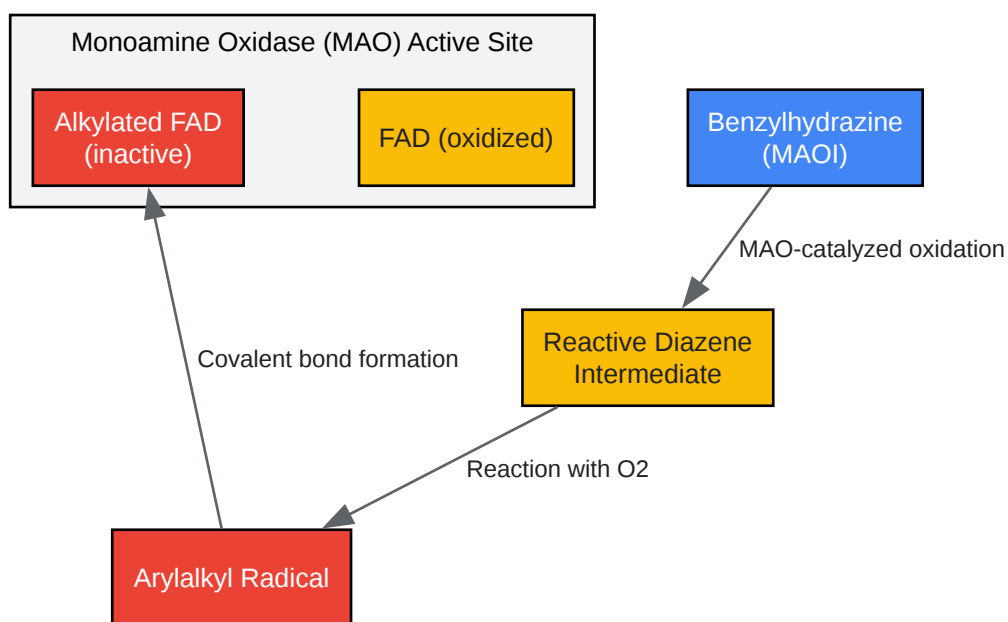 Monoamine Oxidase (MAO) Active Site
Alkylated FAD
(inactive)
FAD (oxidized)
Benzylhydrazine
(MAOI)
MAO-catalyzed oxidation
Reactive Diazene
Intermediate
Covalent bond formation
Reaction with O2
Arylalkyl Radical